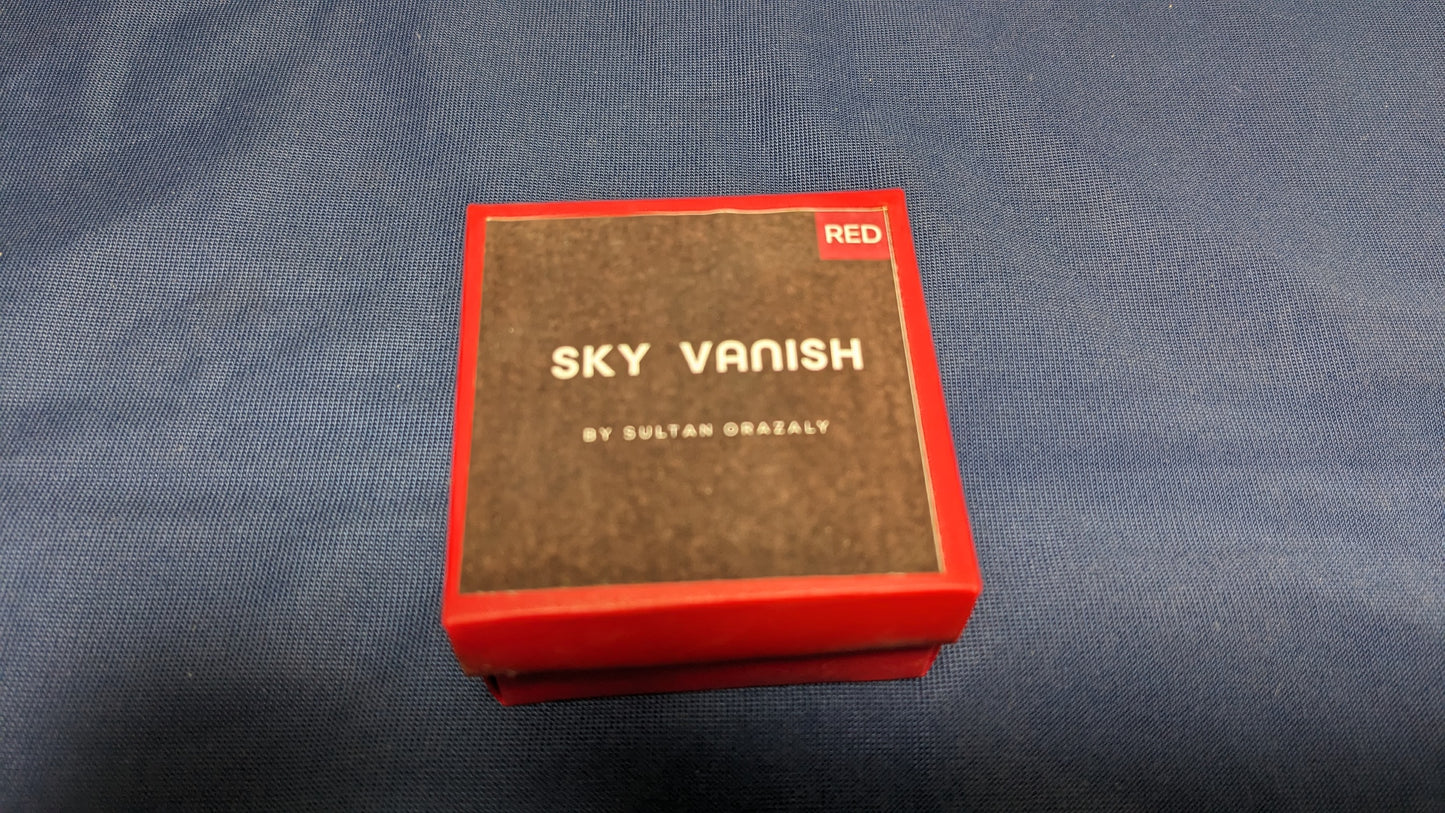 RED
SKY VANISH
BY SULTAN ORAZALY